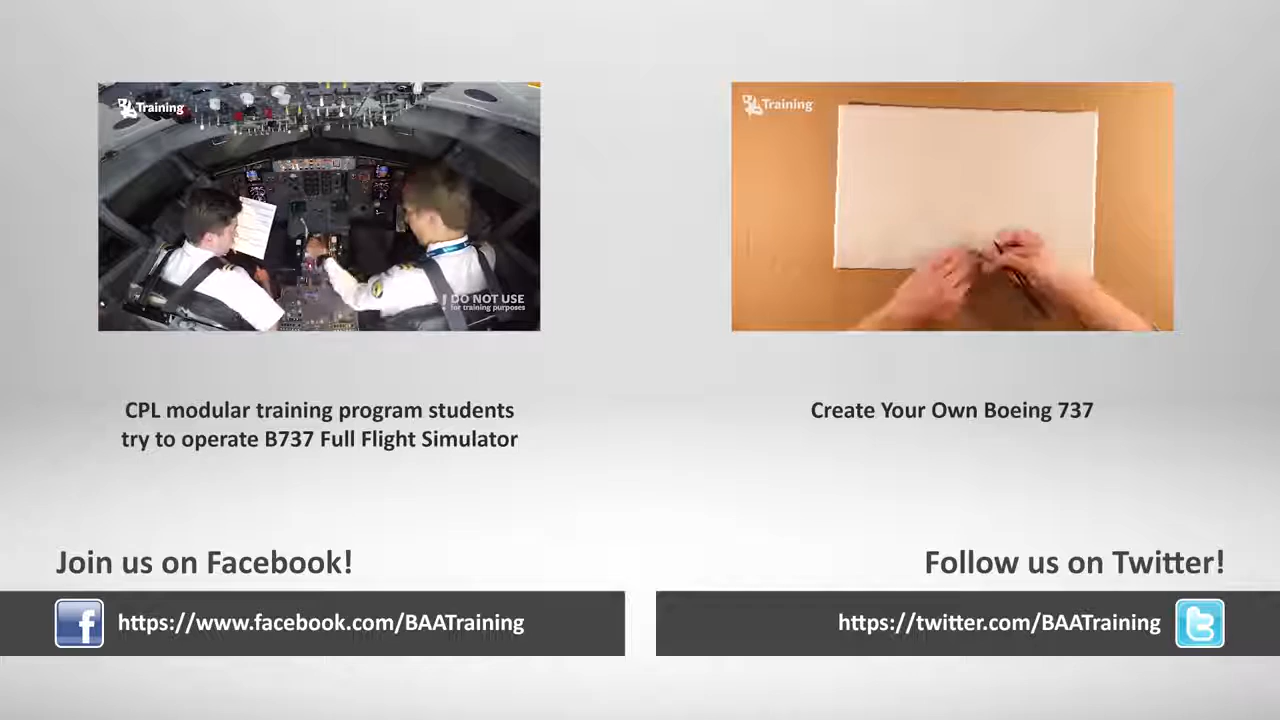 Training
! DO NOT USE
for training purposes
Training
CPL modular training program students
try to operate B737 Full Flight Simulator
Create Your Own Boeing 737
Join us on Facebook!
Follow us on Twitter!
f https://www.facebook.com/BAATraining
https://twitter.com/BAATraining t